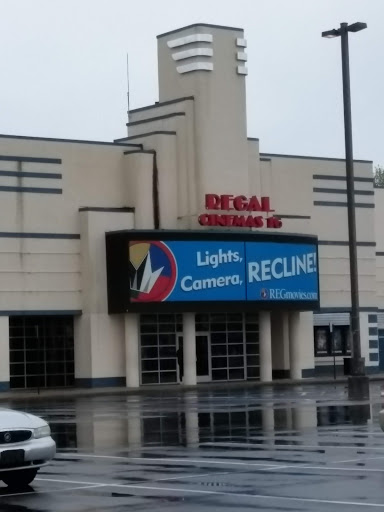 REGAL
CINEMAS 16
Lights,
Camera,
RECLINE!
REGmovies.com